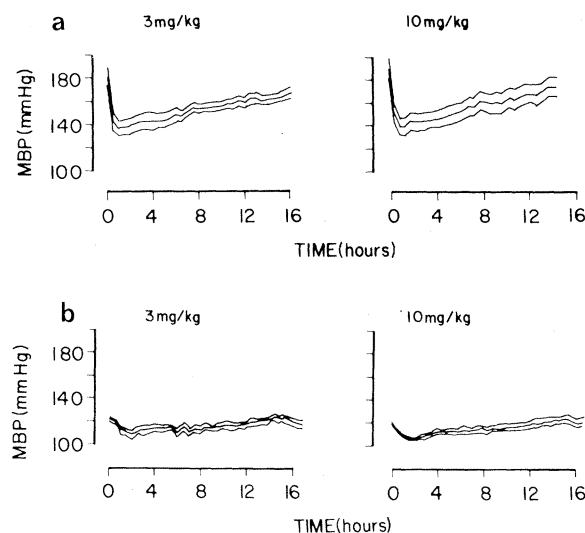 a
3mg/kg 10mg/kg
180
140
100
MBP(mmHg)
0 4 8 12 16 0 4 8 12 16
TIME(hours)
b
3mg/kg 10mg/kg
180
140
100
MBP(mmHg)
0 4 8 12 16 0 4 8 12 16
TIME(hours)